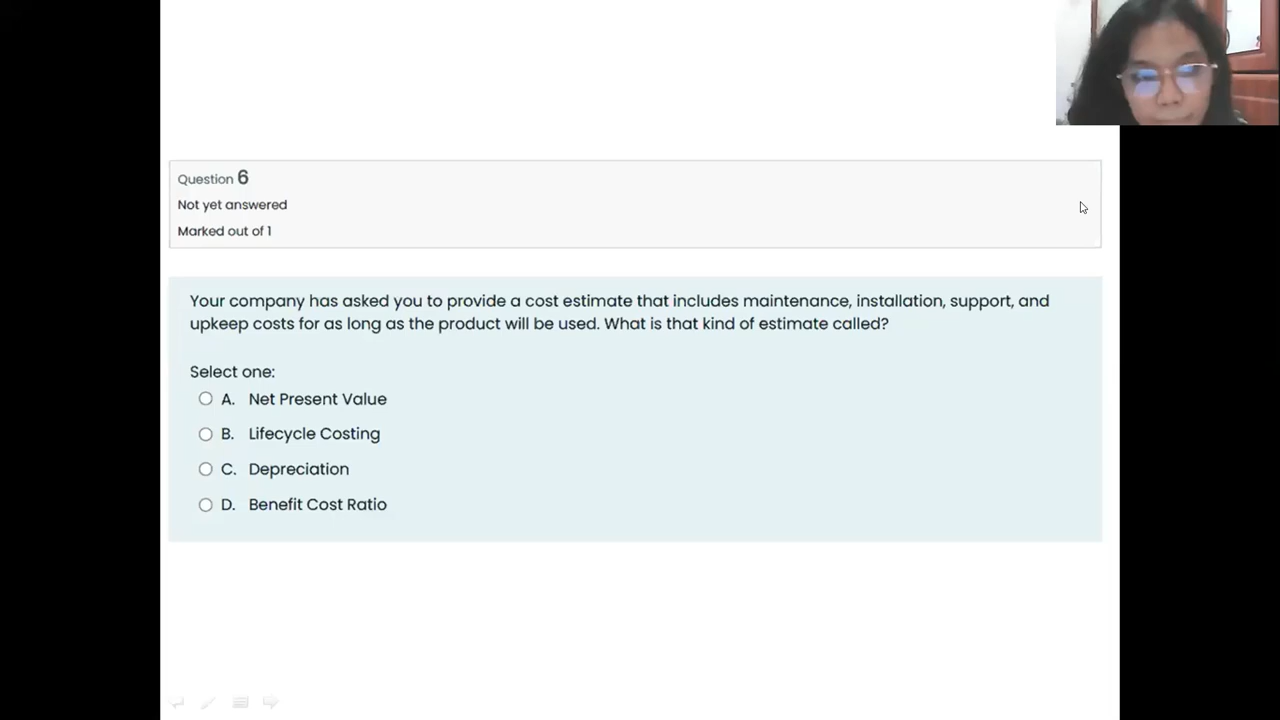 Question 6
Not yet answered
Marked out of 1
Your company has asked you to provide a cost estimate that includes maintenance, installation, support, and
upkeep costs for as long as the product will be used. What is that kind of estimate called?
Select one:
A. Net Present Value
B. Lifecycle Costing
C. Depreciation
D. Benefit Cost Ratio